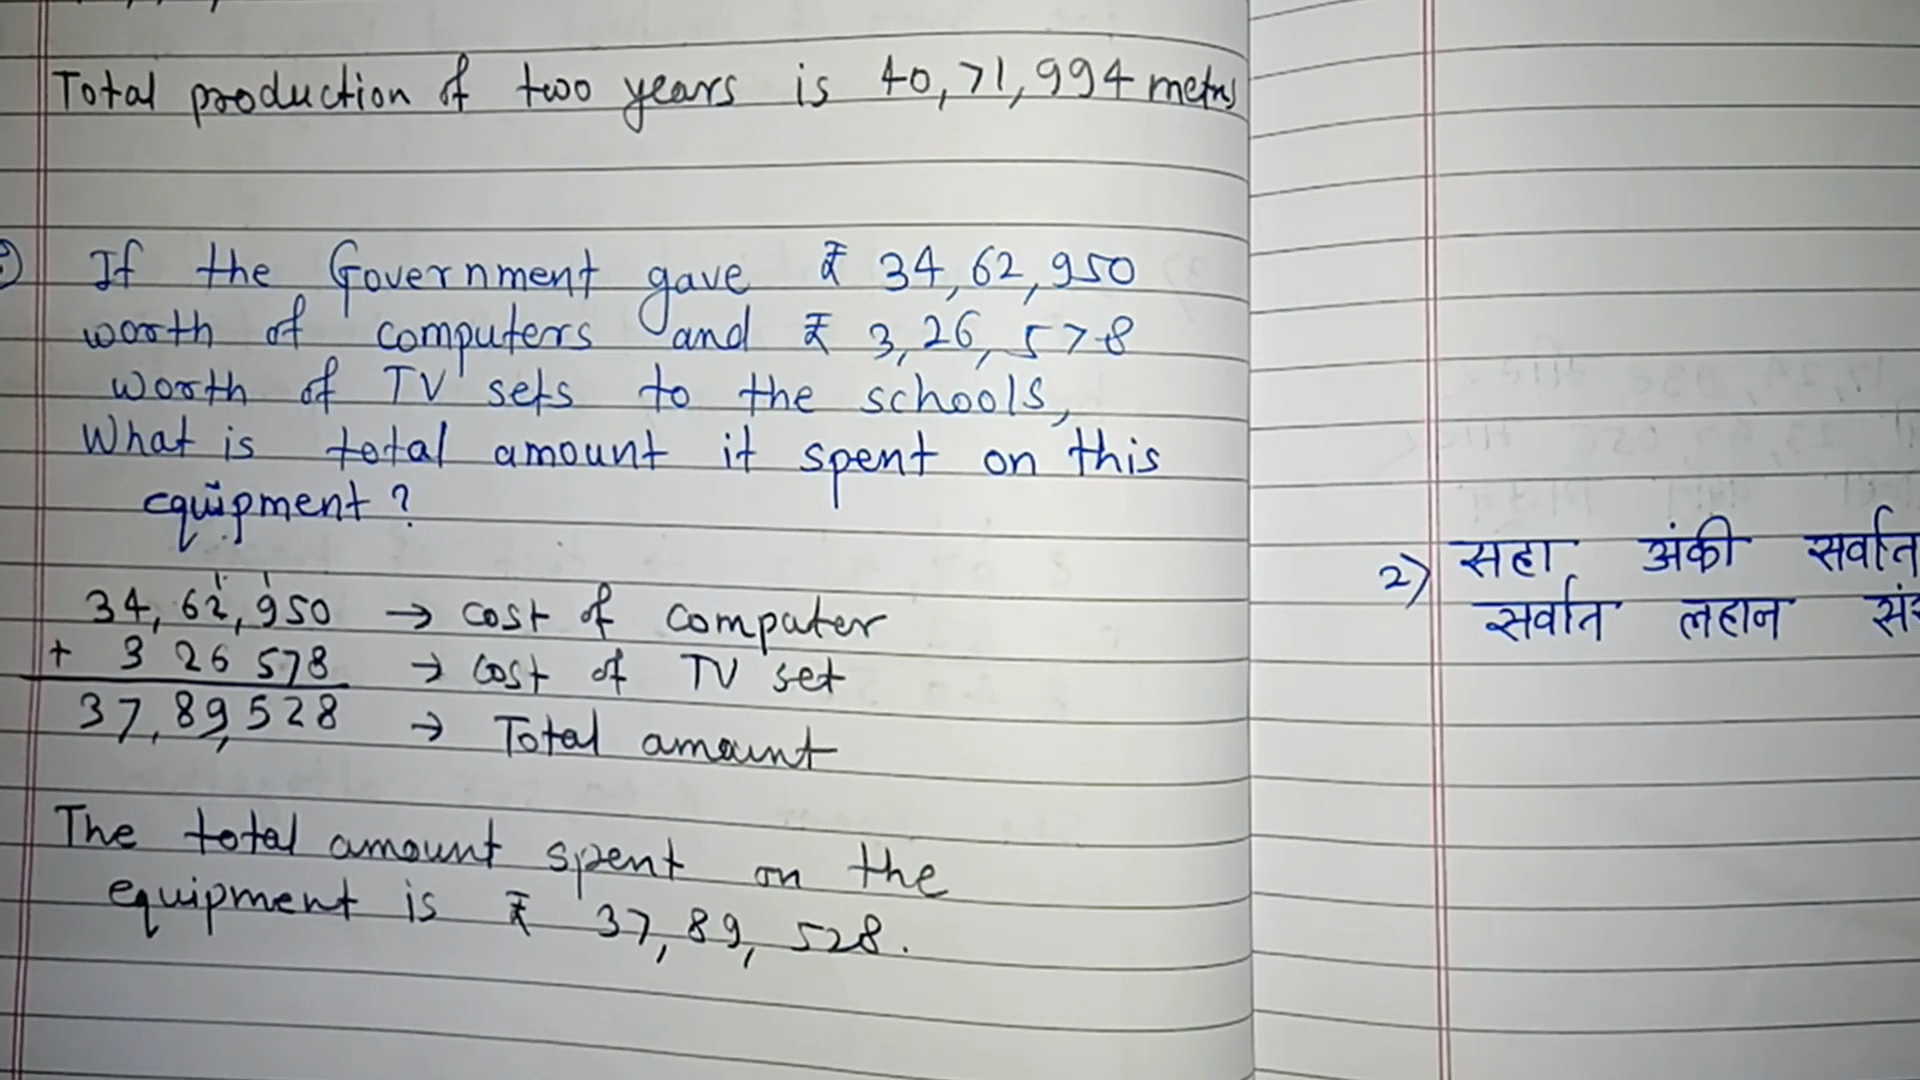 Total production of two years is 40,71,994 metres
If the Government gave ₹ 34,62,950
worth of computers and ₹ 3,26,578
worth of TV sets to the schools,
What is total amount it spent on this
equipment?
34,62,950 → cost of computer
+ 3 26 578 → cost of TV set
37,89,528 → Total amount
The total amount spent on the
equipment is ₹ 37,89,528.
2) सहा अंकी सर्वात
सर्वात लहान